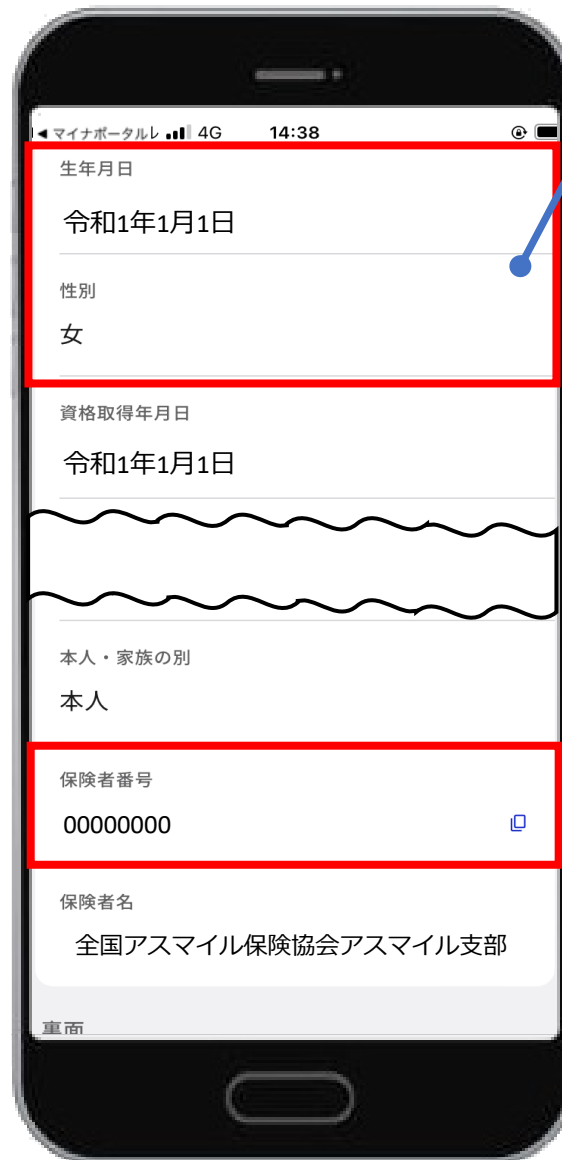 ◀ マイナポータルレ 4G 14:38
生年月日
令和1年1月1日
性別
女
資格取得年月日
令和1年1月1日
本人・家族の別
本人
保険者番号
00000000
保険者名
全国アスマイル保険協会アスマイル支部
裏面